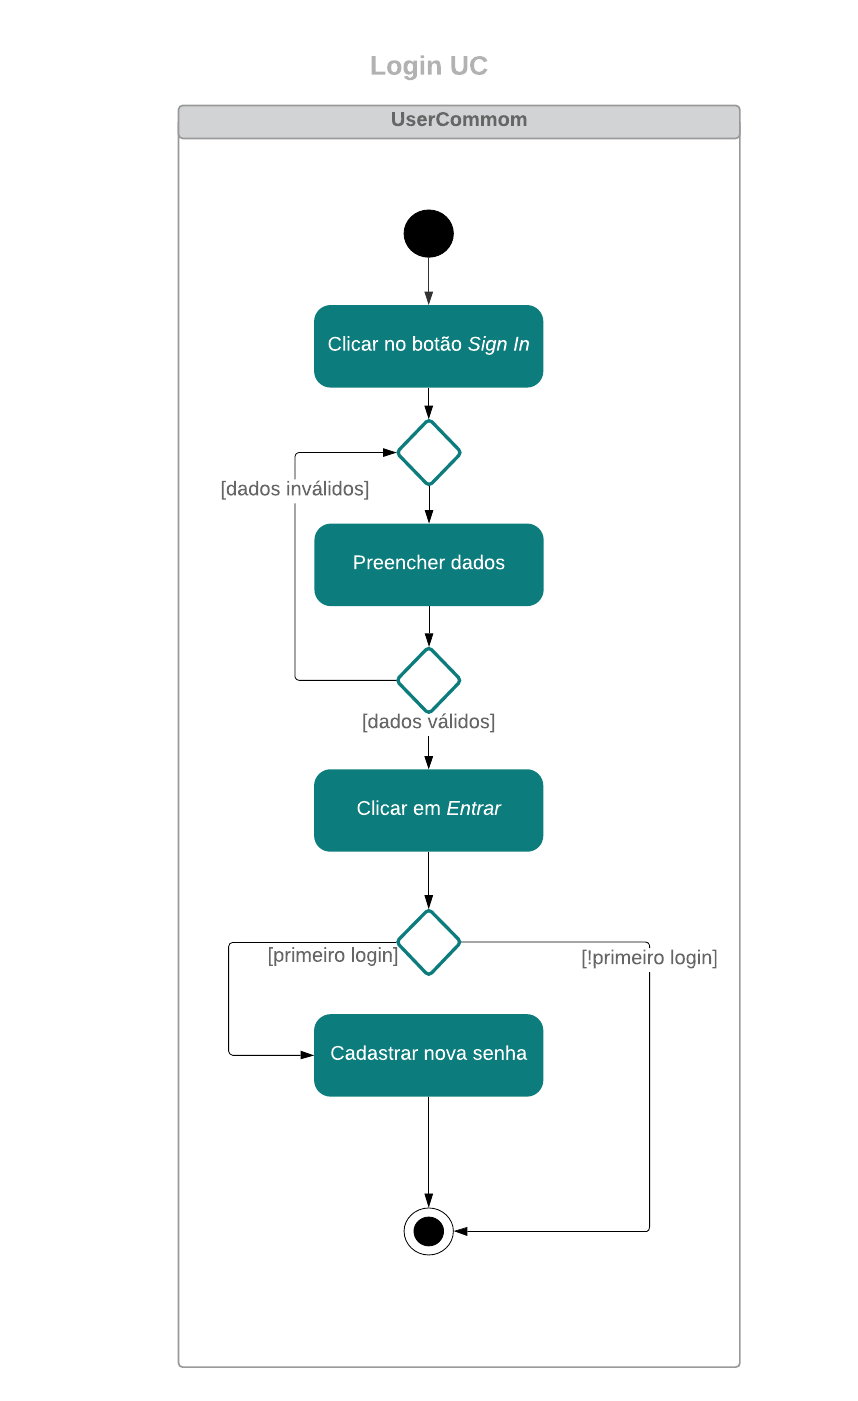 Login UC
UserCommom
Clicar no botão Sign In
[dados inválidos]
Preencher dados
[dados válidos]
Clicar em Entrar
[primeiro login]
[!primeiro login]
Cadastrar nova senha